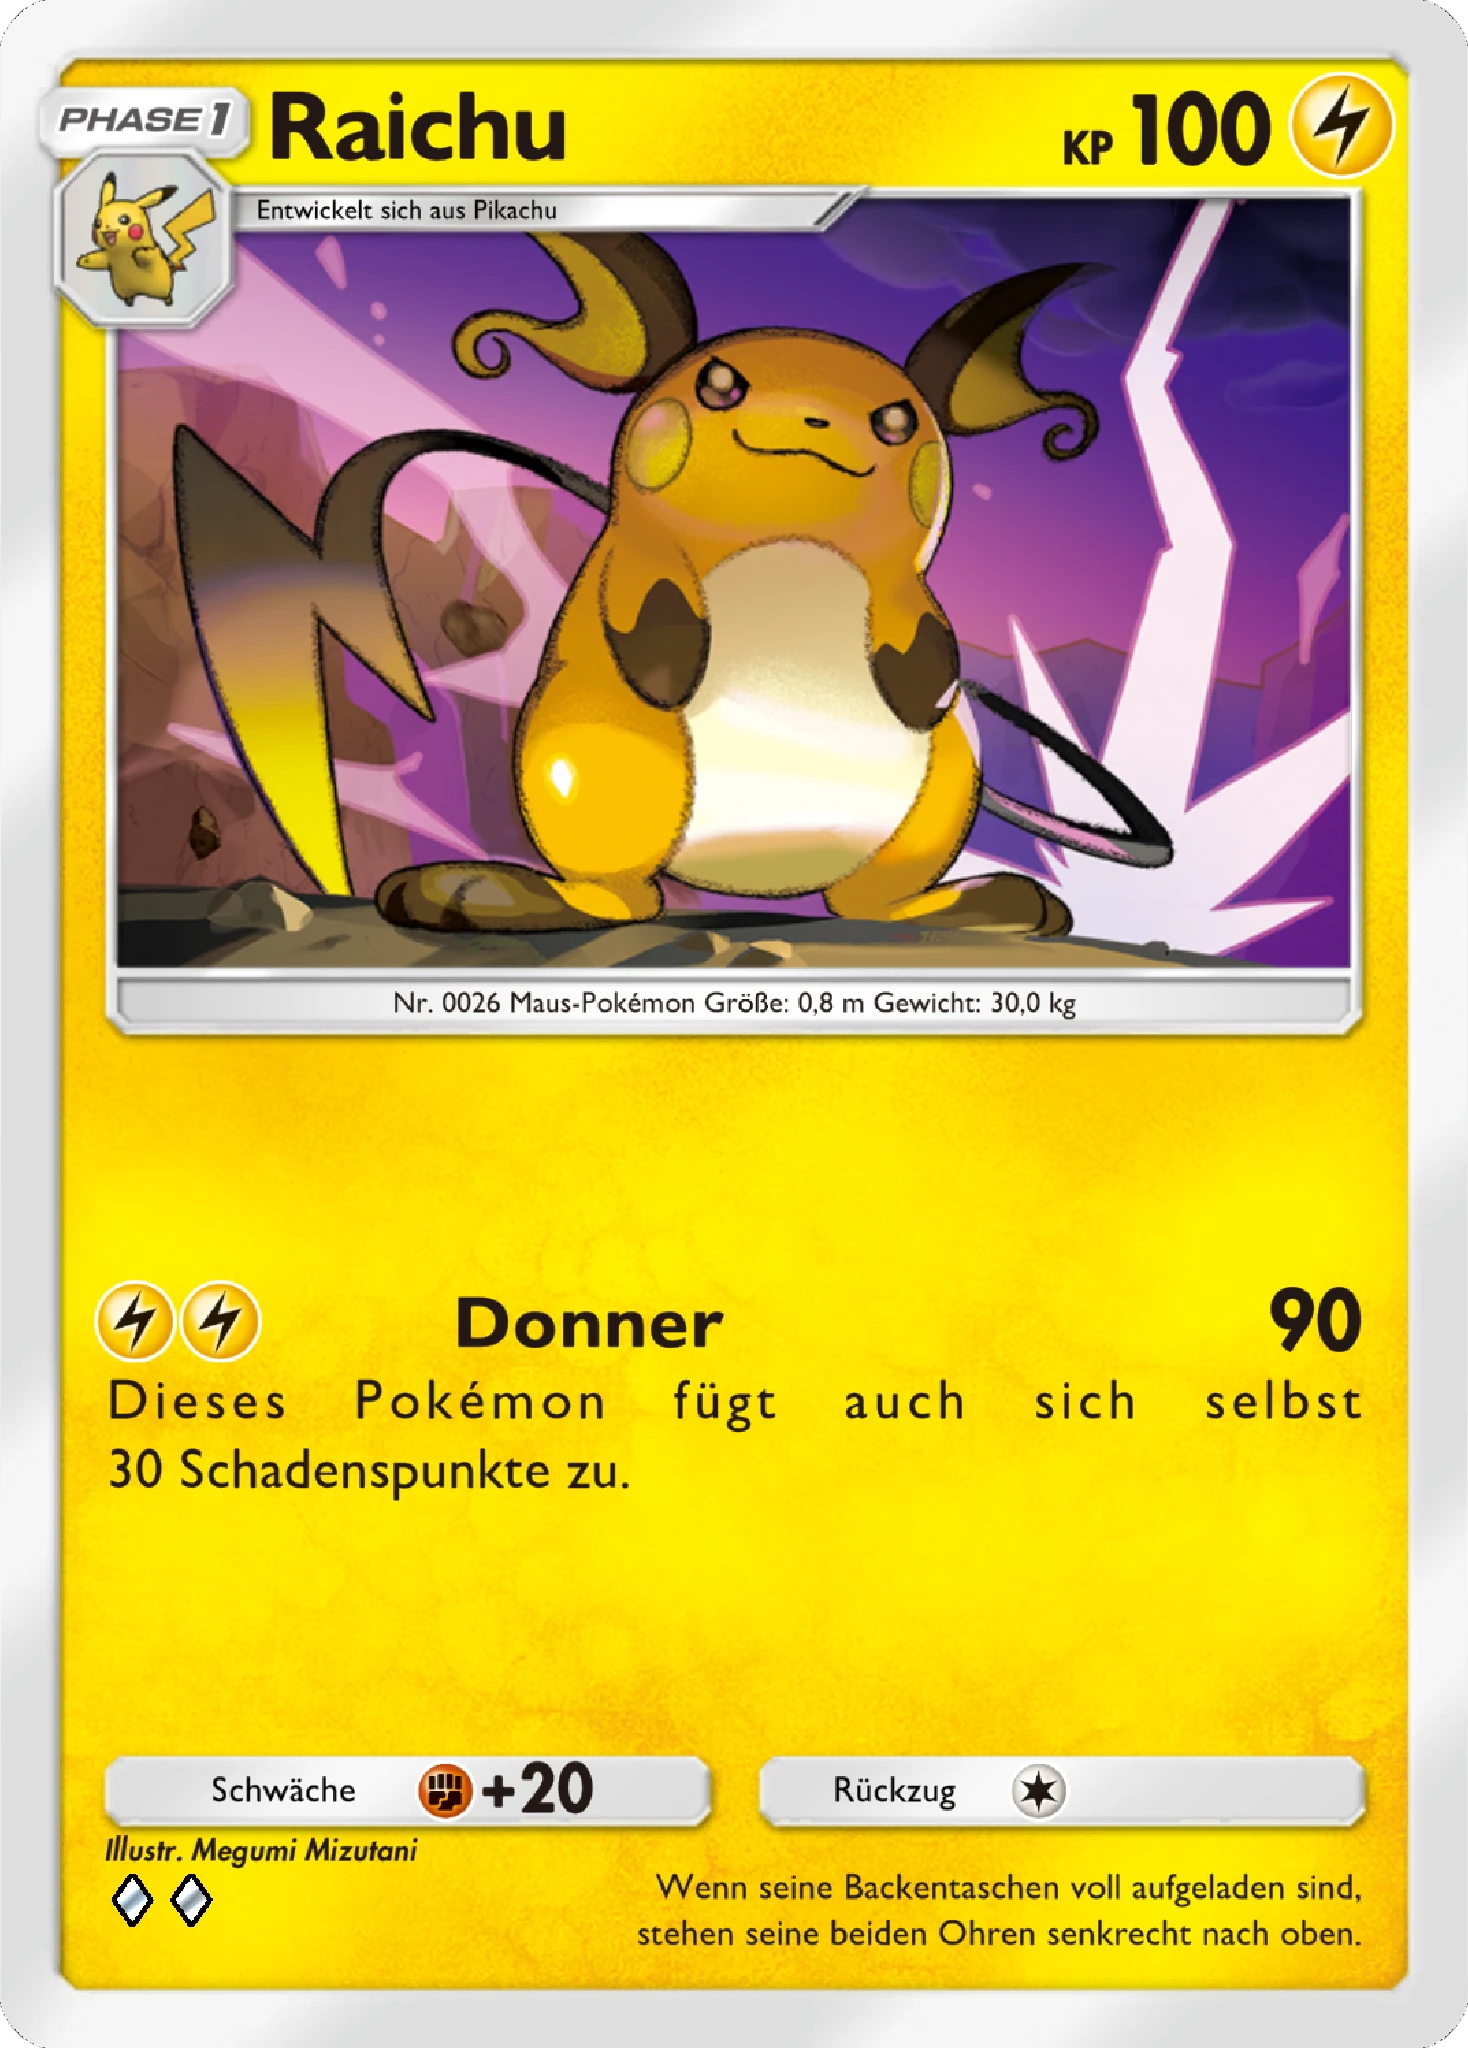 PHASE 1
Raichu
KP 100
Entwickelt sich aus Pikachu
Nr. 0026 Maus-Pokémon Größe: 0,8 m Gewicht: 30,0 kg
Donner 90
Dieses Pokémon fügt auch sich selbst
30 Schadenspunkte zu.
Schwäche +20
Rückzug
Illustr. Megumi Mizutani
Wenn seine Backentaschen voll aufgeladen sind,
stehen seine beiden Ohren senkrecht nach oben.